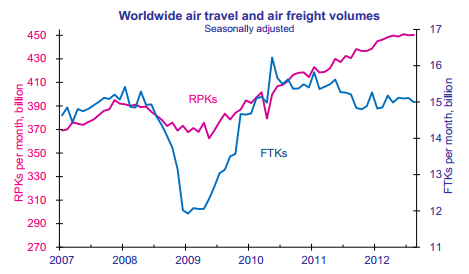 Worldwide air travel and air freight volumes
Seasonally adjusted
RPKs per month, billion
450
430
410
390
370
350
330
310
290
270
RPKs
FTKs
17
16
15
14
13
12
11
FTKs per month, billion
2007 2008 2009 2010 2011 2012